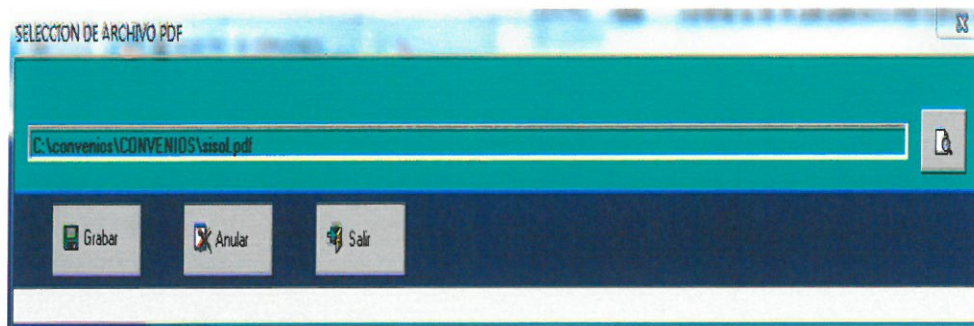 SELECCION DE ARCHIVO PDF
C:\convenios\CONVENIOS\sisol.pdf
Grabar
Anular
Salir